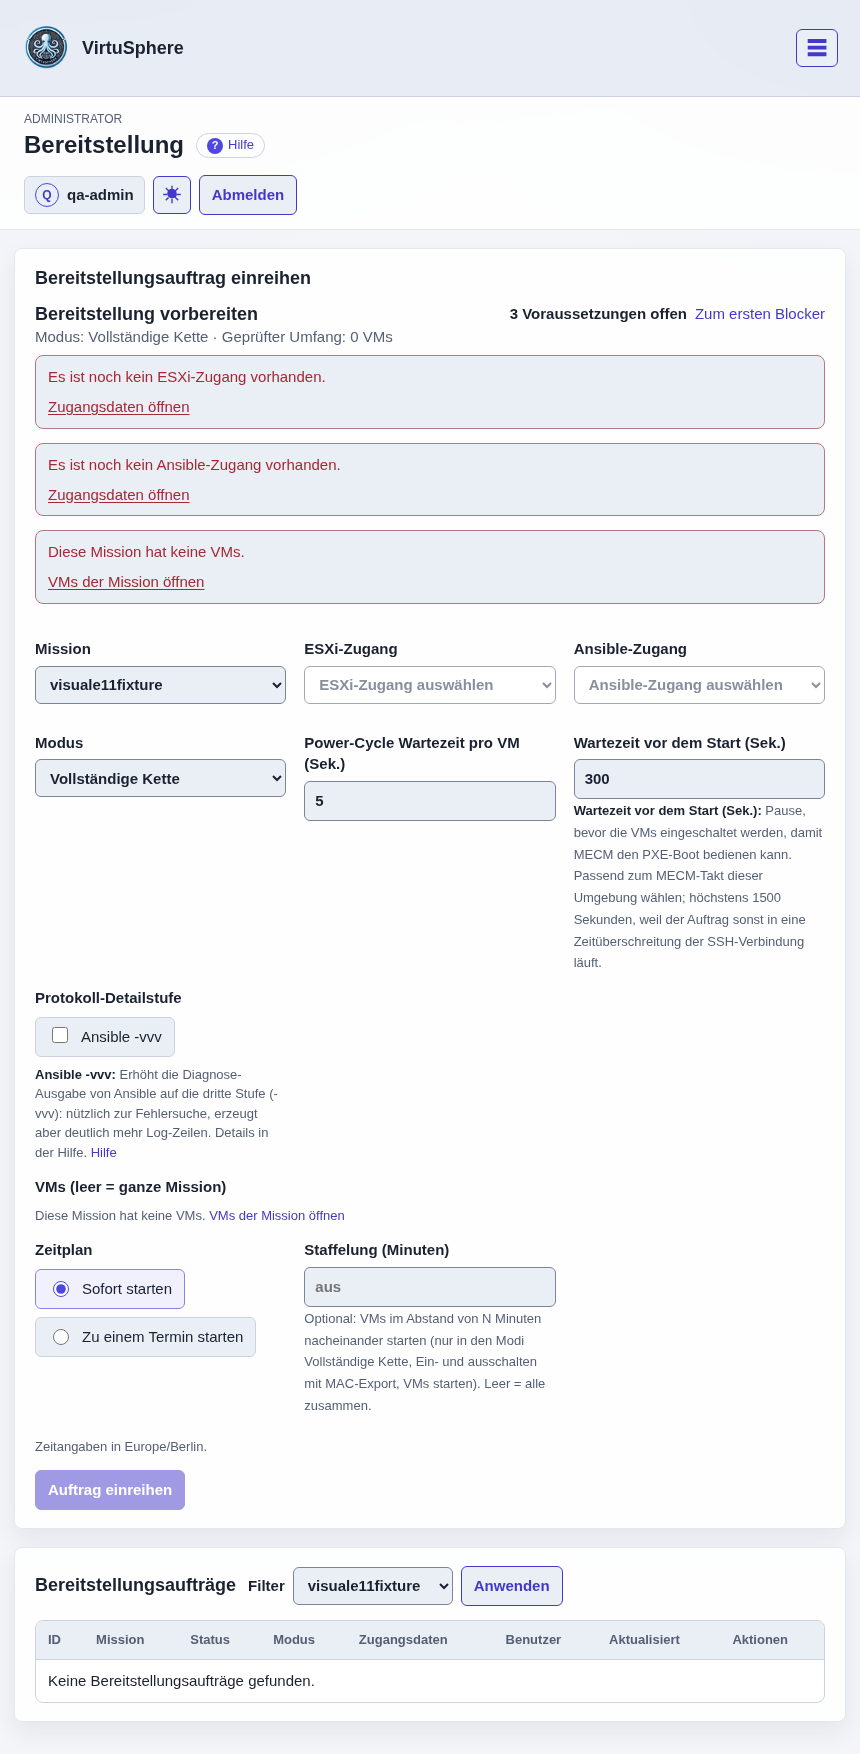 VirtuSphere
ADMINISTRATOR
Bereitstellung
? Hilfe
Q qa-admin
Abmelden
Bereitstellungsauftrag einreihen
Bereitstellung vorbereiten
3 Voraussetzungen offen Zum ersten Blocker
Modus: Vollständige Kette · Geprüfter Umfang: 0 VMs
Es ist noch kein ESXi-Zugang vorhanden.
Zugangsdaten öffnen
Es ist noch kein Ansible-Zugang vorhanden.
Zugangsdaten öffnen
Diese Mission hat keine VMs.
VMs der Mission öffnen
Mission
visuale11fixture
ESXi-Zugang
ESXi-Zugang auswählen
Ansible-Zugang
Ansible-Zugang auswählen
Modus
Vollständige Kette
Power-Cycle Wartezeit pro VM
(Sek.)
5
Wartezeit vor dem Start (Sek.)
300
Wartezeit vor dem Start (Sek.): Pause,
bevor die VMs eingeschaltet werden, damit
MECM den PXE-Boot bedienen kann.
Passend zum MECM-Takt dieser
Umgebung wählen; höchstens 1500
Sekunden, weil der Auftrag sonst in eine
Zeitüberschreitung der SSH-Verbindung
läuft.
Protokoll-Detailstufe
Ansible -vvv
Ansible -vvv: Erhöht die Diagnose-
Ausgabe von Ansible auf die dritte Stufe (-
vvv): nützlich zur Fehlersuche, erzeugt
aber deutlich mehr Log-Zeilen. Details in
der Hilfe. Hilfe
VMs (leer = ganze Mission)
Diese Mission hat keine VMs. VMs der Mission öffnen
Zeitplan
Sofort starten
Zu einem Termin starten
Staffelung (Minuten)
aus
Optional: VMs im Abstand von N Minuten
nacheinander starten (nur in den Modi
Vollständige Kette, Ein- und ausschalten
mit MAC-Export, VMs starten). Leer = alle
zusammen.
Zeitangaben in Europe/Berlin.
Auftrag einreihen
Bereitstellungsaufträge Filter visuale11fixture Anwenden
ID Mission Status Modus Zugangsdaten Benutzer Aktualisiert Aktionen
Keine Bereitstellungsaufträge gefunden.